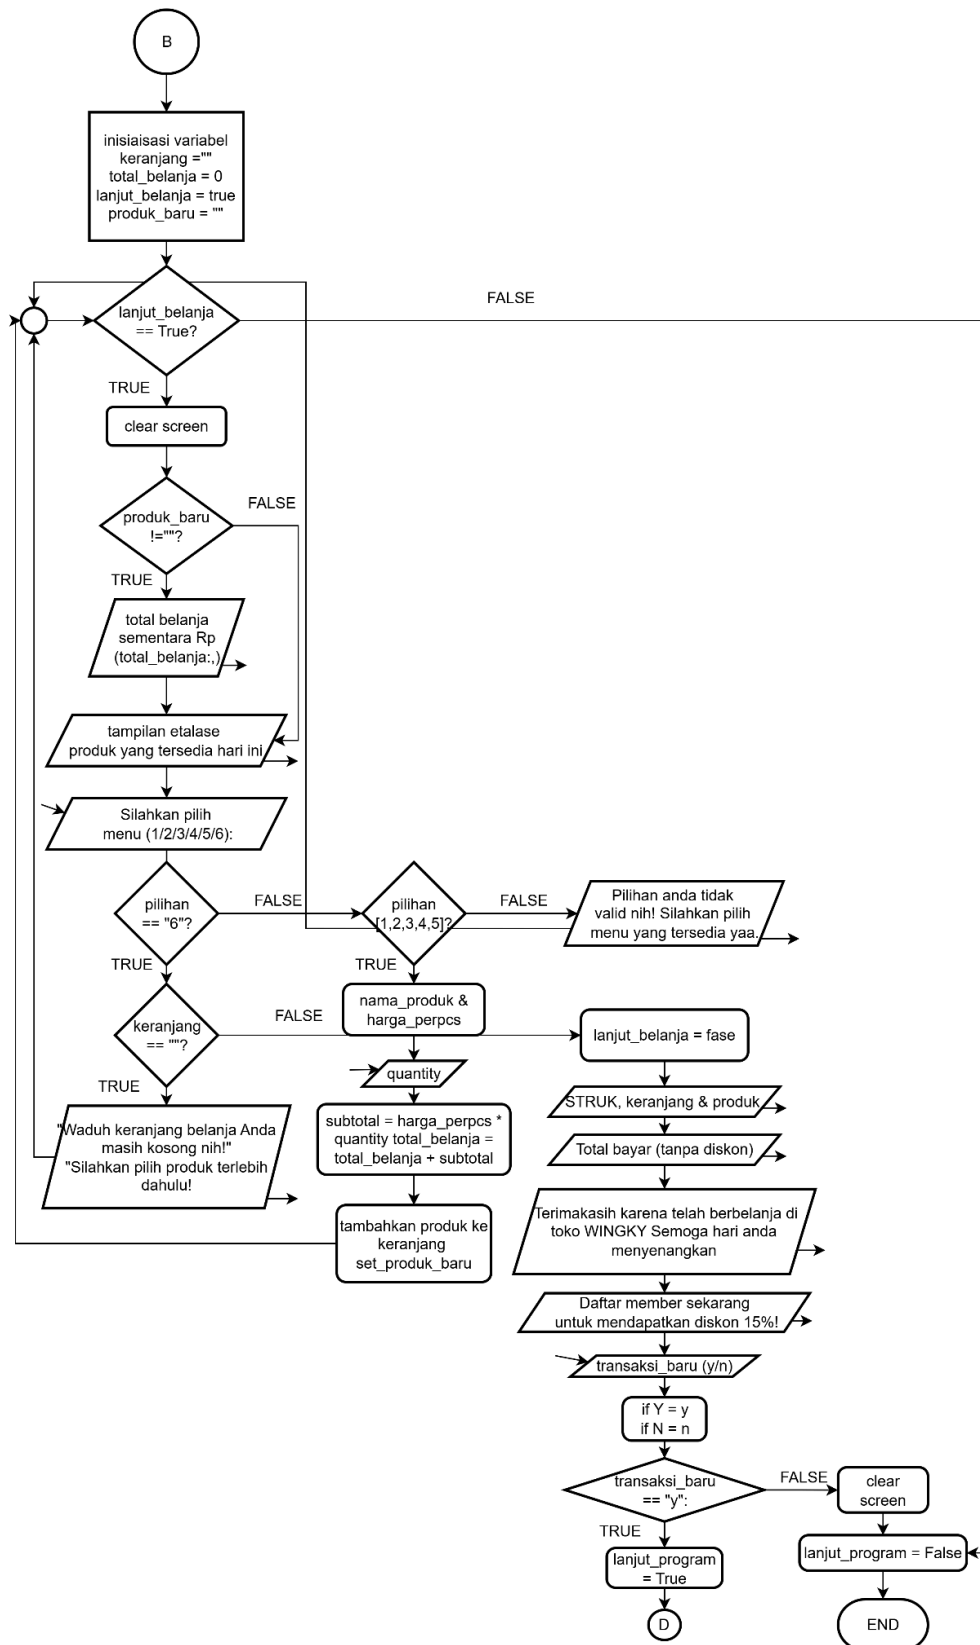 B
inisiaisasi variabel
keranjang =""
total_belanja = 0
lanjut_belanja = true
produk_baru = ""
lanjut_belanja
== True?
FALSE
TRUE
clear screen
produk_baru
!=""?
FALSE
TRUE
total belanja
sementara Rp
(total_belanja:,)
tampilan etalase
produk yang tersedia hari ini
Silahkan pilih
menu (1/2/3/4/5/6):
pilihan
== "6"?
FALSE
pilihan
[1,2,3,4,5]?
FALSE
Pilihan anda tidak
valid nih! Silahkan pilih
menu yang tersedia yaa.
TRUE
TRUE
keranjang
== ""?
FALSE
nama_produk &
harga_perpcs
lanjut_belanja = fase
TRUE
quantity
"Waduh keranjang belanja Anda
masih kosong nih!"
"Silahkan pilih produk terlebih
dahulu!
subtotal = harga_perpcs *
quantity total_belanja =
total_belanja + subtotal
tambahkan produk ke
keranjang
set_produk_baru
STRUK, keranjang & produk
Total bayar (tanpa diskon)
Terimakasih karena telah berbelanja di
toko WINGKY Semoga hari anda
menyenangkan
Daftar member sekarang
untuk mendapatkan diskon 15%!
transaksi_baru (y/n)
if Y = y
if N = n
transaksi_baru
== "y":
FALSE
clear
screen
TRUE
lanjut_program
= True
lanjut_program = False
D
END